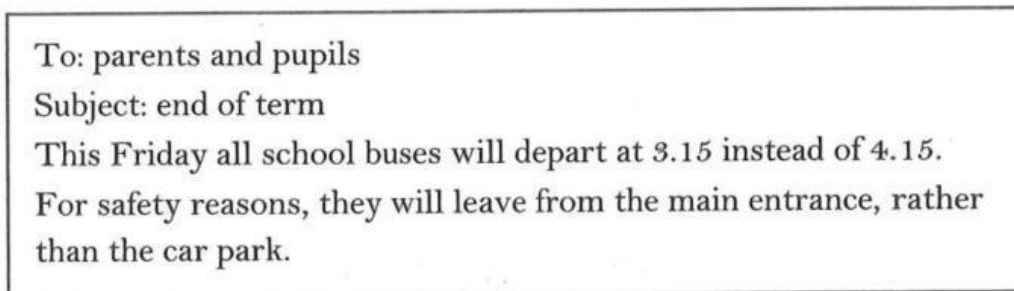 To: parents and pupils
Subject: end of term
This Friday all school buses will depart at 3.15 instead of 4.15.
For safety reasons, they will leave from the main entrance, rather
than the car park.